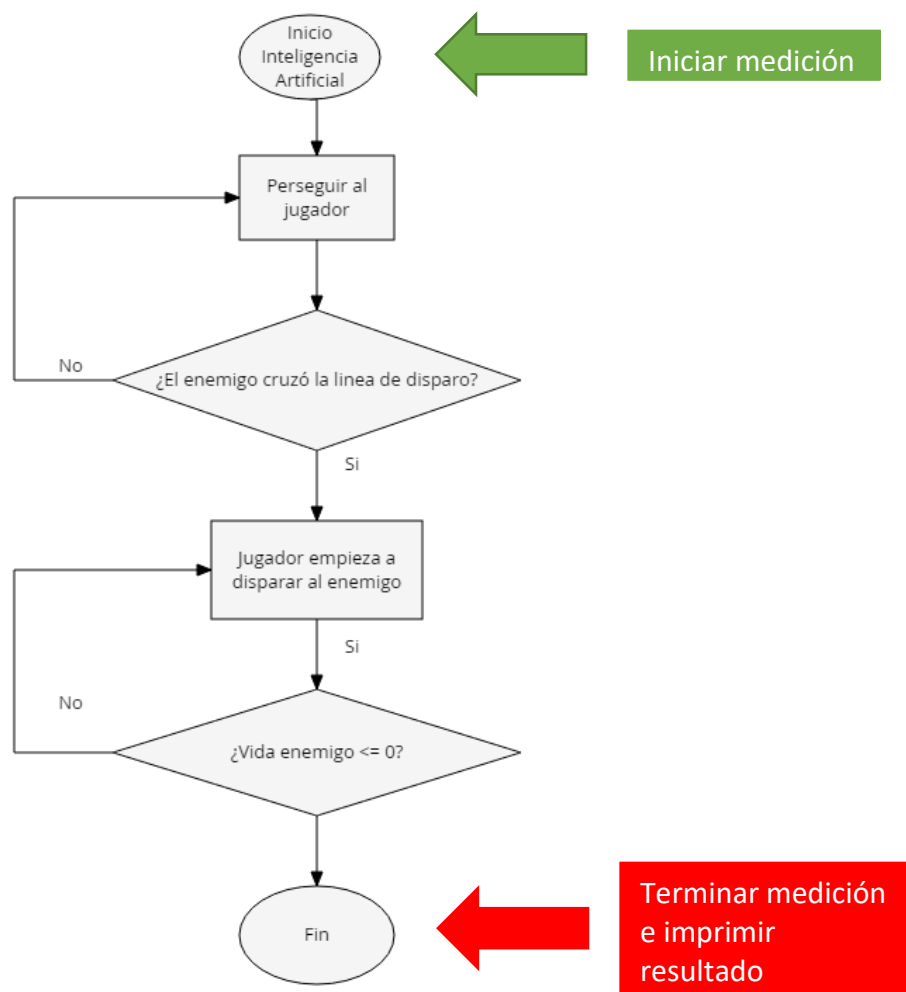 Inicio
Inteligencia
Artificial
Iniciar medición
Perseguir al
jugador
No
¿El enemigo cruzó la linea de disparo?
Si
Jugador empieza a
disparar al enemigo
Si
No
¿Vida enemigo <= 0?
Fin
Terminar medición
e imprimir
resultado